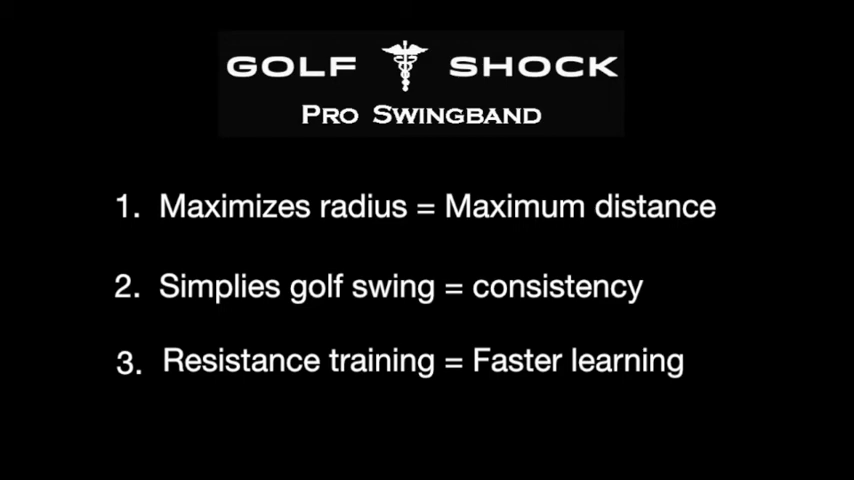 GOLF SHOCK
PRO SWINGBAND
1. Maximizes radius = Maximum distance
2. Simplies golf swing = consistency
3. Resistance training = Faster learning